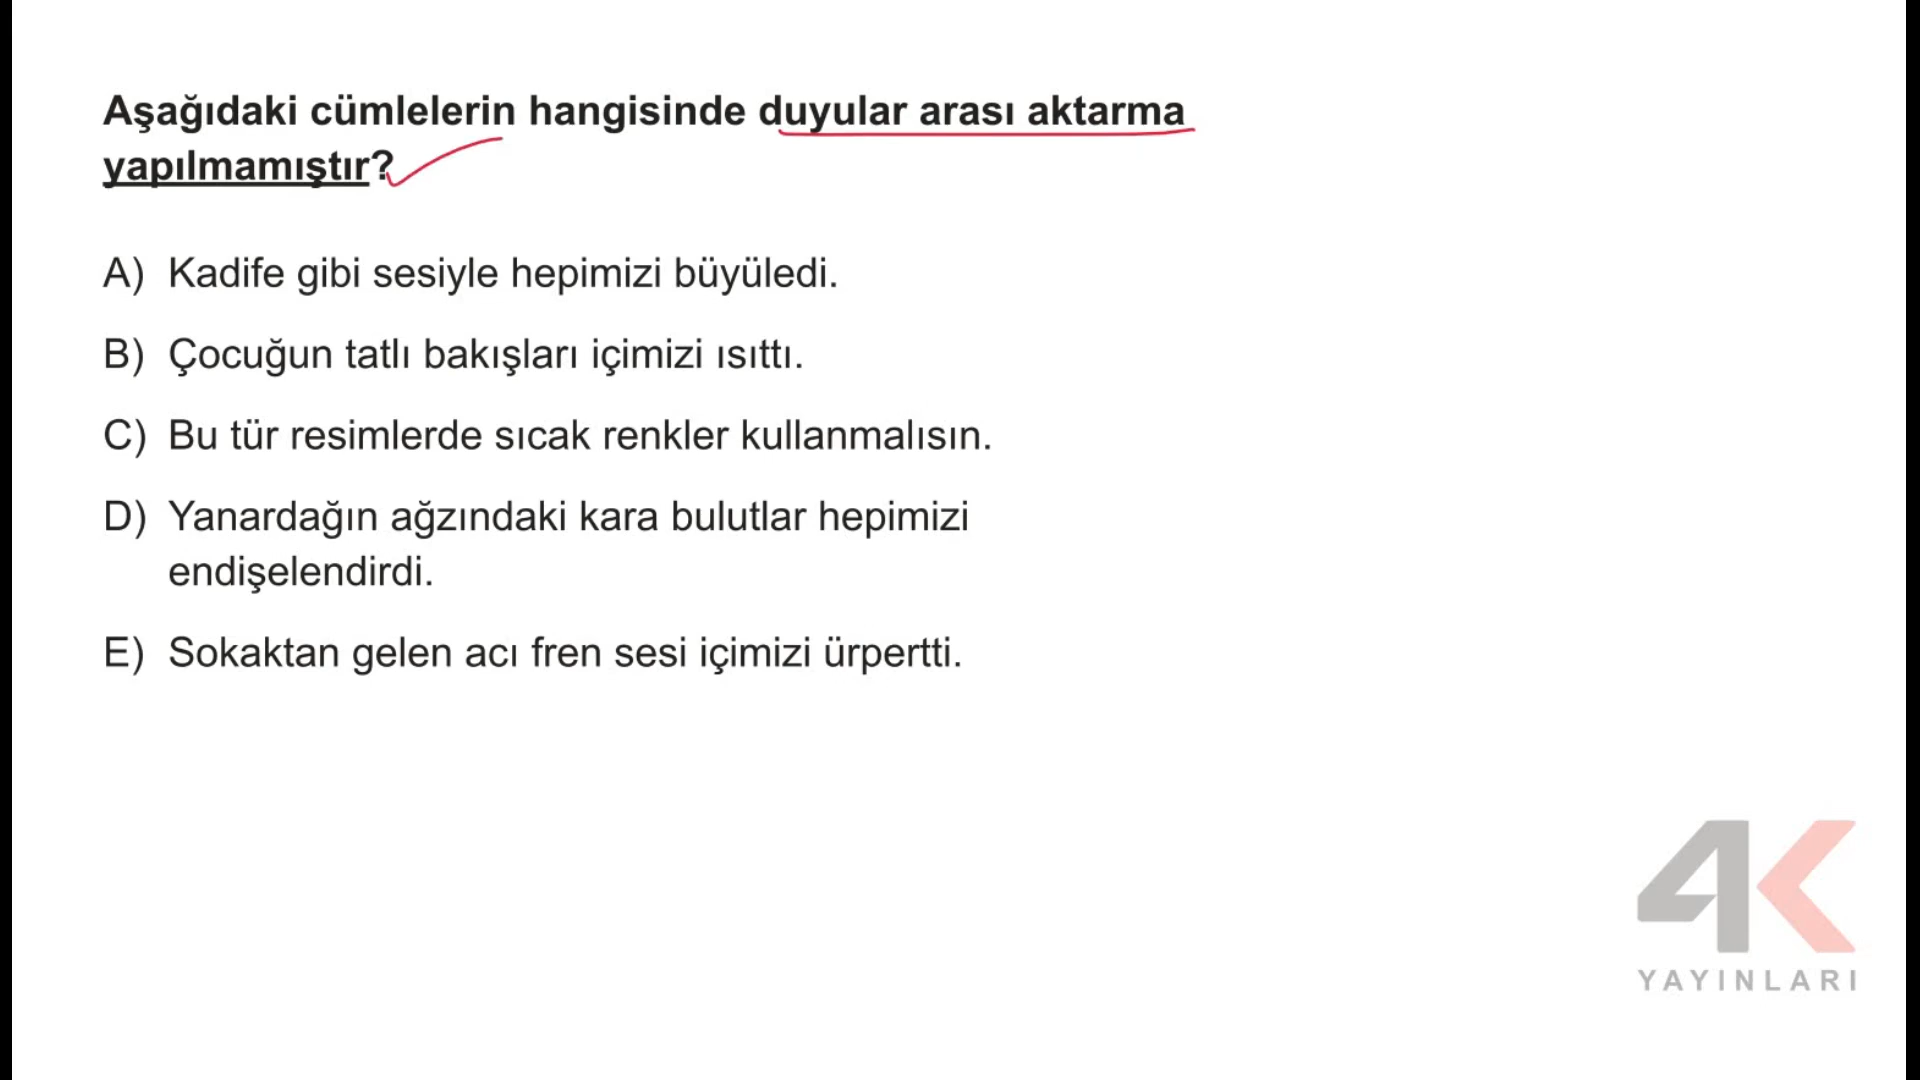 Aşağıdaki cümlelerin hangisinde duyular arası aktarma
yapılmamıştır?
A) Kadife gibi sesiyle hepimizi büyüledi.
B) Çocuğun tatlı bakışları içimizi ısıttı.
C) Bu tür resimlerde sıcak renkler kullanmalısın.
D) Yanardağın ağzındaki kara bulutlar hepimizi
endişelendirdi.
E) Sokaktan gelen acı fren sesi içimizi ürpertti.
4K
YAYINLARI